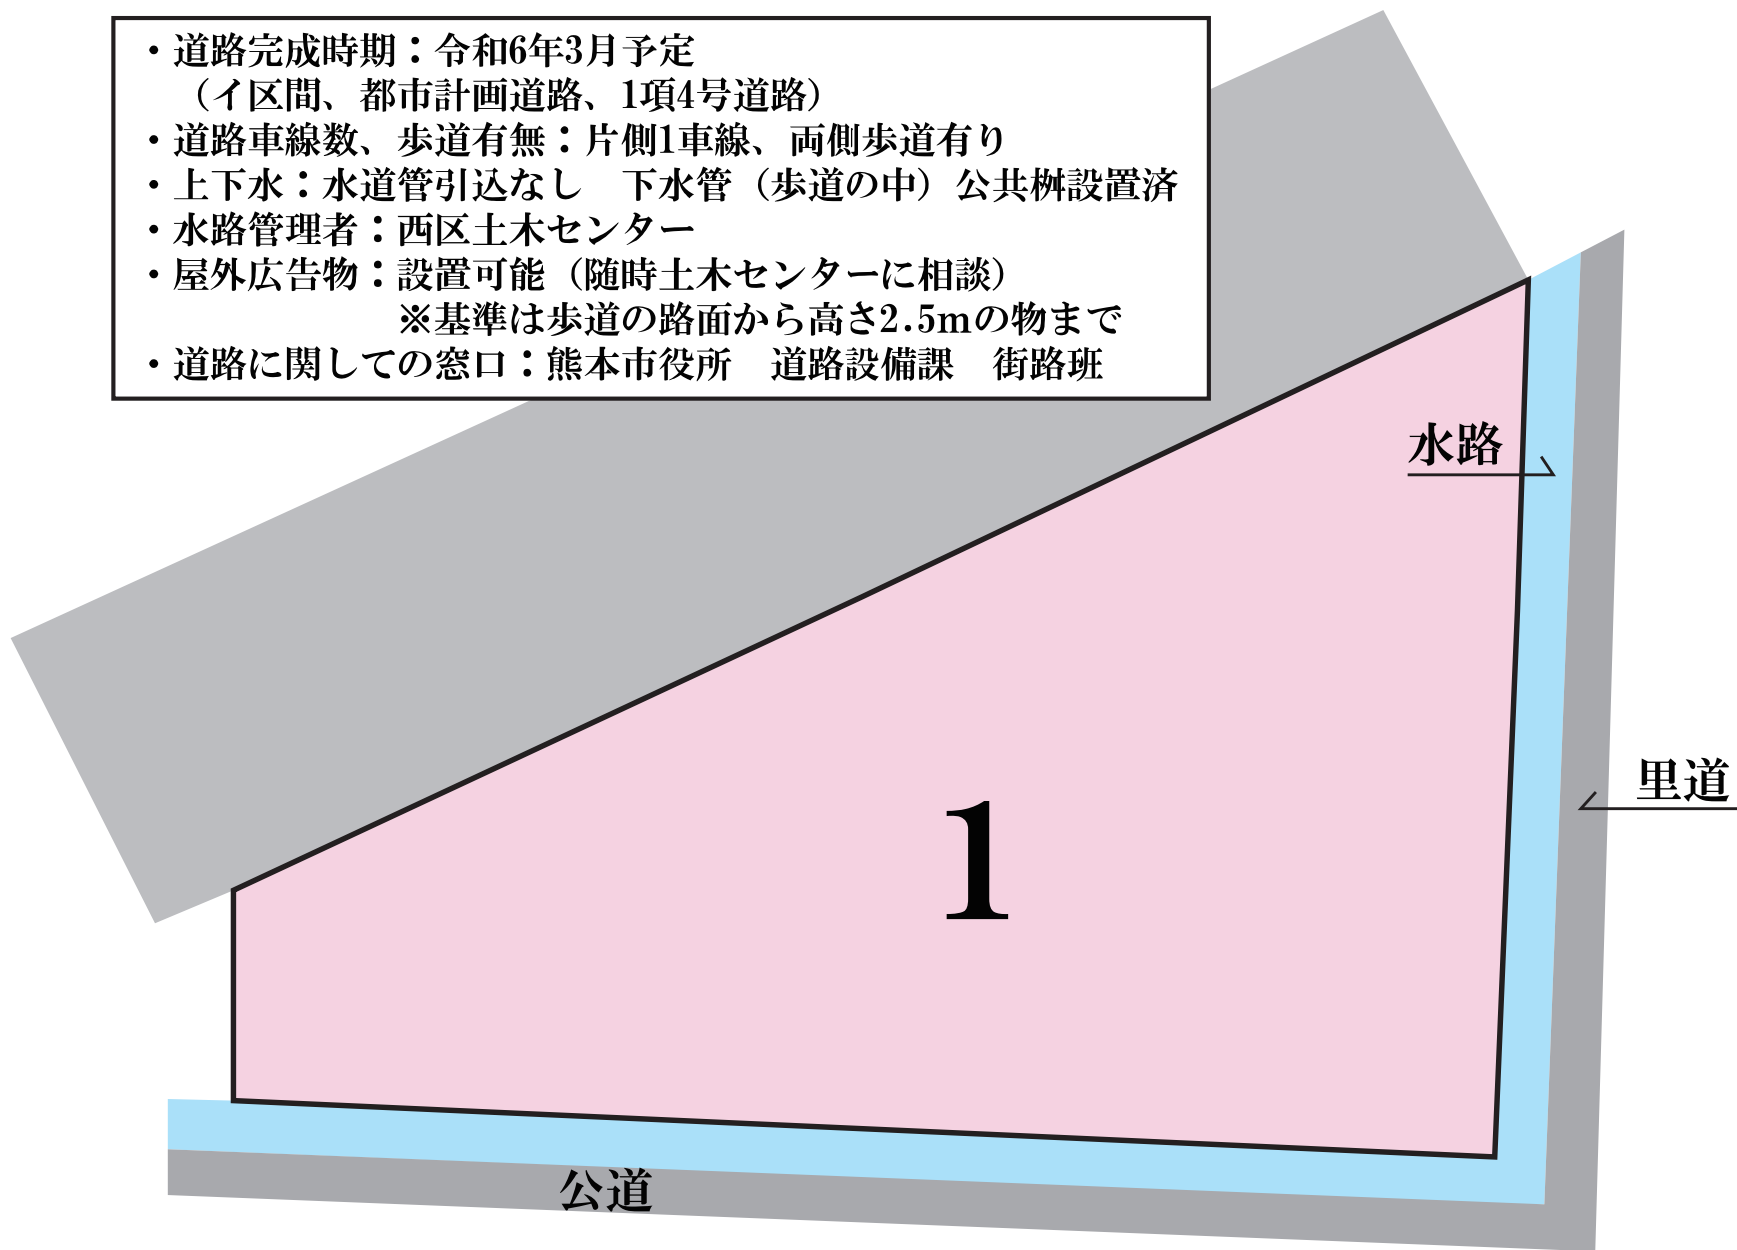 ・道路完成時期：令和6年3月予定
（イ区間、都市計画道路、1項4号道路）
・道路車線数、歩道有無：片側1車線、両側歩道有り
・上下水：水道管引込なし　下水管（歩道の中）公共桝設置済
・水路管理者：西区土木センター
・屋外広告物：設置可能（随時土木センターに相談）
※基準は歩道の路面から高さ2.5mの物まで
・道路に関しての窓口：熊本市役所　道路設備課　街路班
水路
里道
1
公道